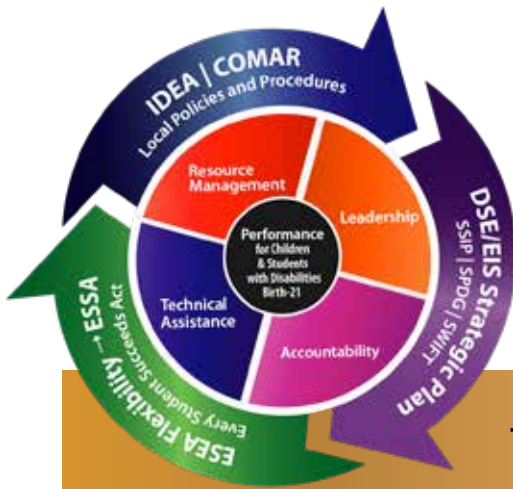 IDEA | COMAR
Local Policies and Procedures
DSE/EIS Strategic Plan
SSIP | SPDG | SWIFT
ESEA Flexibility → ESSA
Every Student Succeeds Act
Resource
Management
Leadership
Technical
Assistance
Accountability
Performance
for Children
& Students
with Disabilities
Birth-21